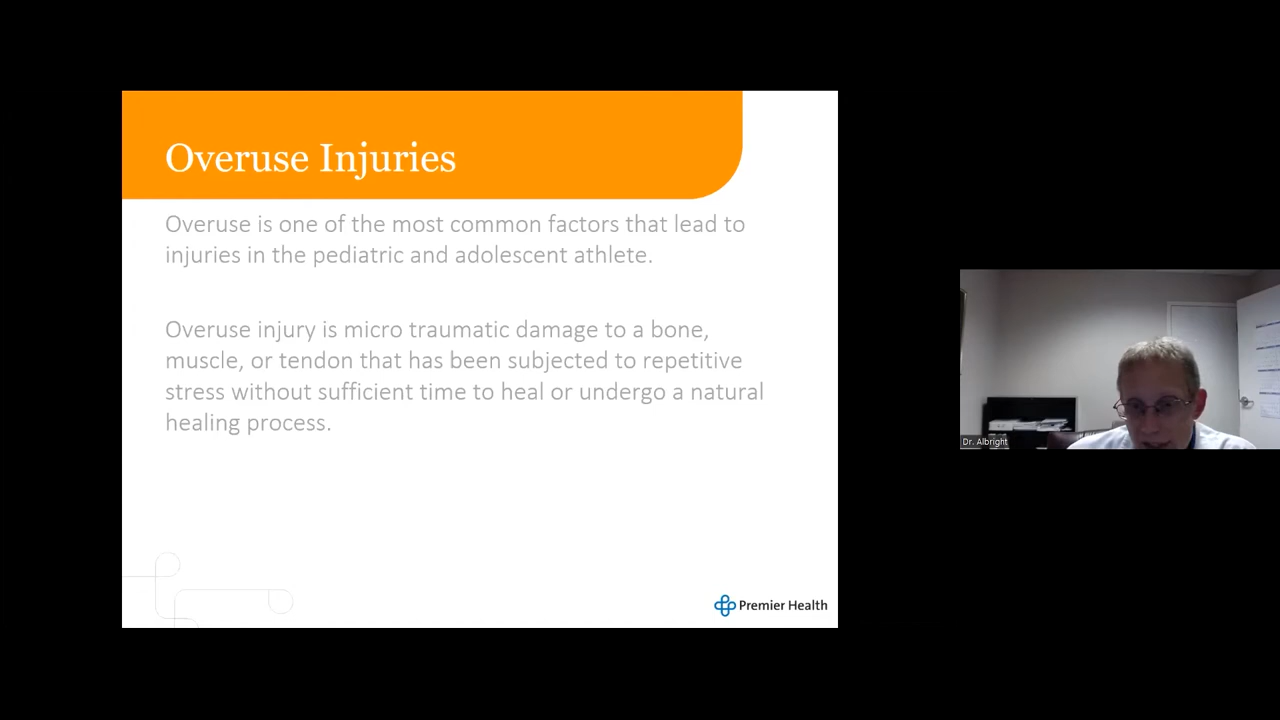 Overuse Injuries
Overuse is one of the most common factors that lead to
injuries in the pediatric and adolescent athlete.
Overuse injury is micro traumatic damage to a bone,
muscle, or tendon that has been subjected to repetitive
stress without sufficient time to heal or undergo a natural
healing process.
Premier Health
Dr. Albright